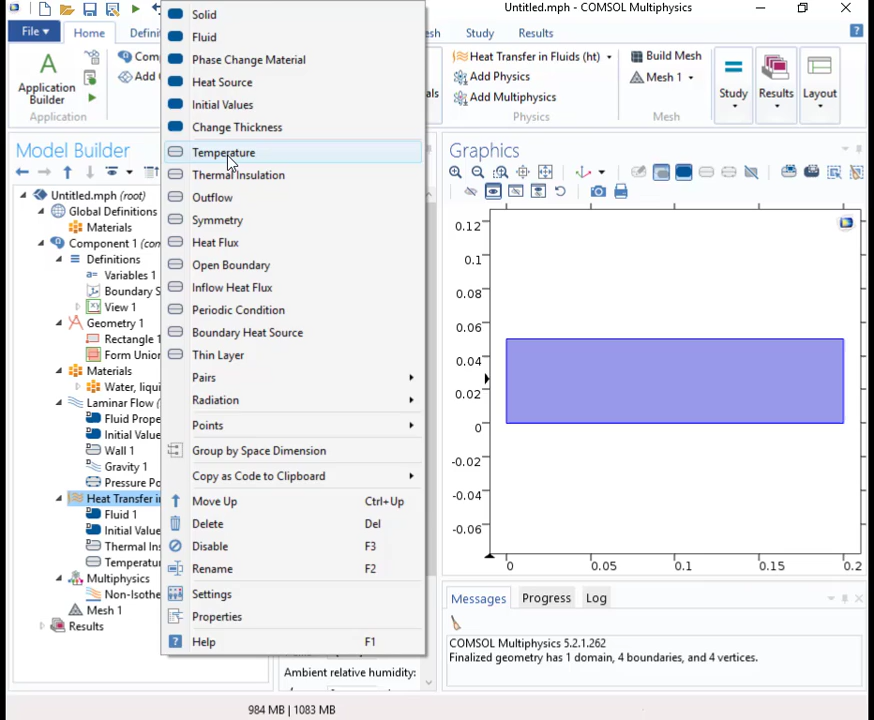 Untitled.mph - COMSOL Multiphysics
File
Home
Defini
sh
Study
Results
Application
Builder
Application
Com
Add
als
Heat Transfer in Fluids (ht)
Add Physics
Add Multiphysics
Physics
Build Mesh
Mesh 1
Mesh
Study
Results
Layout
Model Builder
Untitled.mph (root)
Global Definitions
Materials
Component 1 (con
Definitions
a= Variables 1
Boundary S
View 1
Geometry 1
Rectangle 1
Form Union
Materials
Water, liqui
Laminar Flow (
Fluid Prope
Initial Value
Wall 1
Gravity 1
Pressure Po
Heat Transfer i
Fluid 1
Initial Value
Thermal Ins
Temperatu
Multiphysics
Non-Isothe
Mesh 1
Results
Solid
Fluid
Phase Change Material
Heat Source
Initial Values
Change Thickness
Temperature
Thermal Insulation
Outflow
Symmetry
Heat Flux
Open Boundary
Inflow Heat Flux
Periodic Condition
Boundary Heat Source
Thin Layer
Pairs
Radiation
Points
Group by Space Dimension
Copy as Code to Clipboard
Move Up Ctrl+Up
Delete Del
Disable F3
Rename F2
Settings
Properties
Help F1
Ambient relative humidity:
Graphics
0.12
0.1
0.08
0.06
0.04
0.02
0
-0.02
-0.04
-0.06
0 0.05 0.1 0.15 0.2
Messages Progress Log
COMSOL Multiphysics 5.2.1.262
Finalized geometry has 1 domain, 4 boundaries, and 4 vertices.
984 MB | 1083 MB